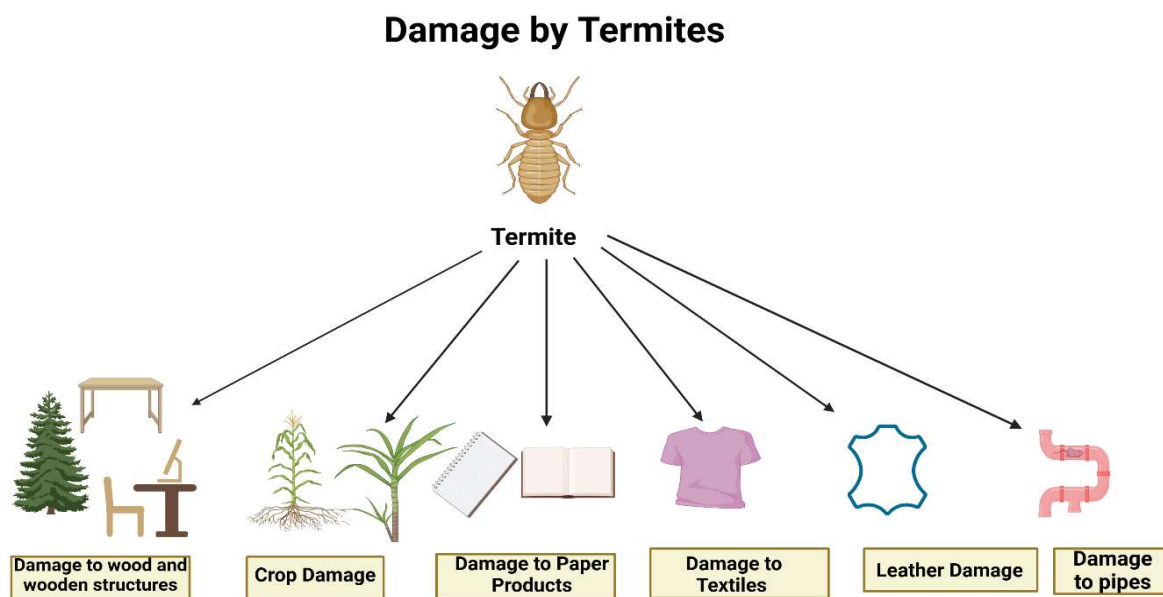 Damage by Termites
Termite
Damage to wood and
wooden structures
Crop Damage
Damage to Paper
Products
Damage to
Textiles
Leather Damage
Damage
to pipes